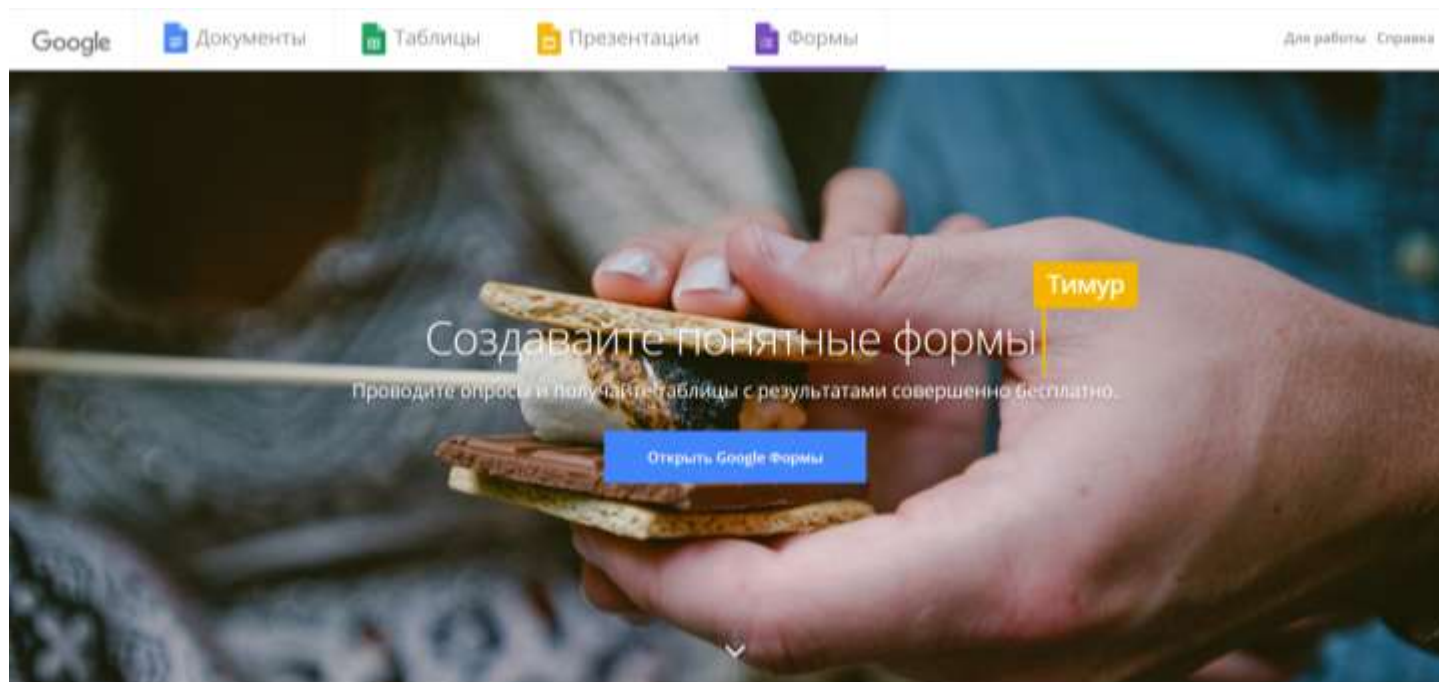 Google Документы Таблицы Презентации Формы Для работы Справка
Тимур
Создавайте понятные формы
Проводите опросы и получайте таблицы с результатами совершенно бесплатно.
Открыть Google Формы